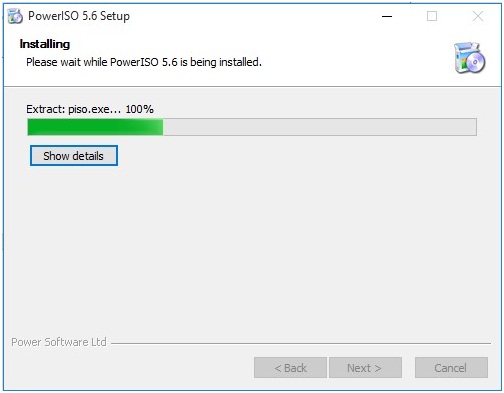 PowerISO 5.6 Setup
Installing
Please wait while PowerISO 5.6 is being installed.
Extract: piso.exe... 100%
Show details
Power Software Ltd
< Back Next > Cancel